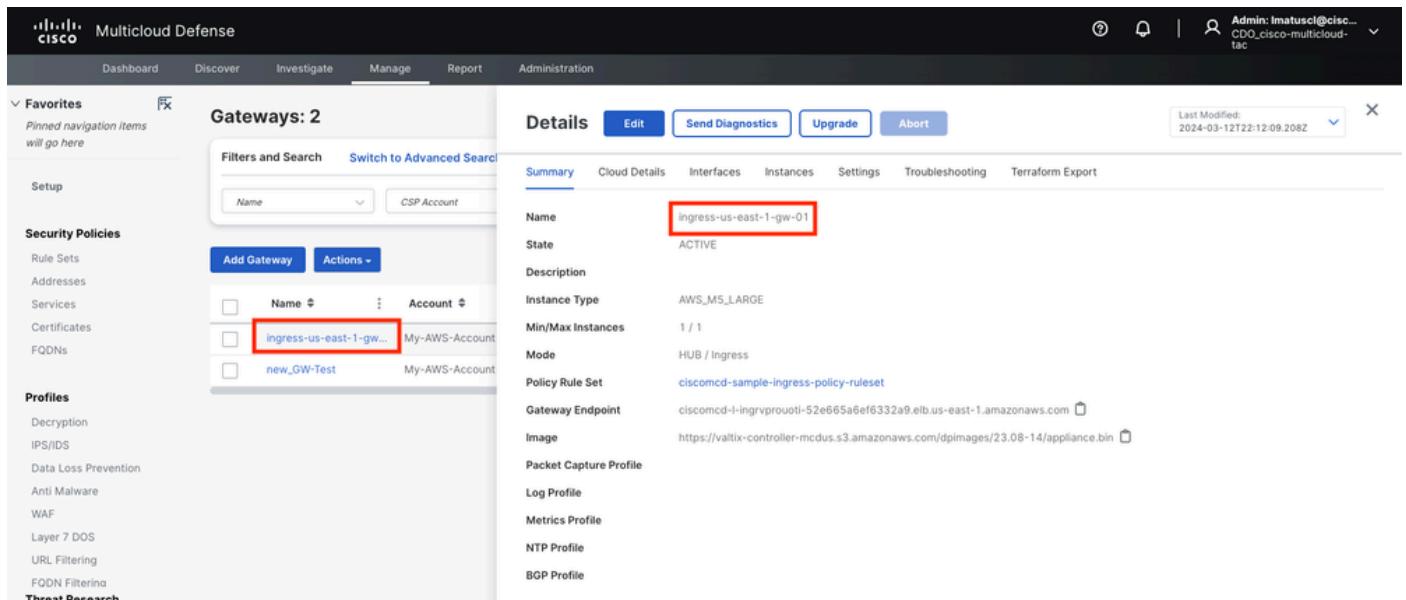 CISCO
Multicloud Defense
Admin: lmatuscl@cisc...
CDO_cisco-multicloud-
tac
Dashboard
Discover
Investigate
Manage
Report
Administration
Favorites
Pinned navigation items
will go here
Setup
Security Policies
Rule Sets
Addresses
Services
Certificates
FQDNs
Profiles
Decryption
IPS/IDS
Data Loss Prevention
Anti Malware
WAF
Layer 7 DOS
URL Filtering
FQDN Filtering
Threat Research
Gateways: 2
Filters and Search
Switch to Advanced Searc
Name
CSP Account
Add Gateway
Actions
Name
Account
ingress-us-east-1-gw...
My-AWS-Account
new_GW-Test
My-AWS-Account
Details
Edit
Send Diagnostics
Upgrade
Abort
Last Modified:
2024-03-12T22:12:09.208Z
Summary
Cloud Details
Interfaces
Instances
Settings
Troubleshooting
Terraform Export
Name
ingress-us-east-1-gw-01
State
ACTIVE
Description
Instance Type
AWS_M5_LARGE
Min/Max Instances
1 / 1
Mode
HUB / Ingress
Policy Rule Set
ciscomcd-sample-ingress-policy-ruleset
Gateway Endpoint
ciscomcd-l-ingrvprouoti-52e665a6ef6332a9.elb.us-east-1.amazonaws.com
Image
https://valtix-controller-mcdus.s3.amazonaws.com/dpimages/23.08-14/appliance.bin
Packet Capture Profile
Log Profile
Metrics Profile
NTP Profile
BGP Profile